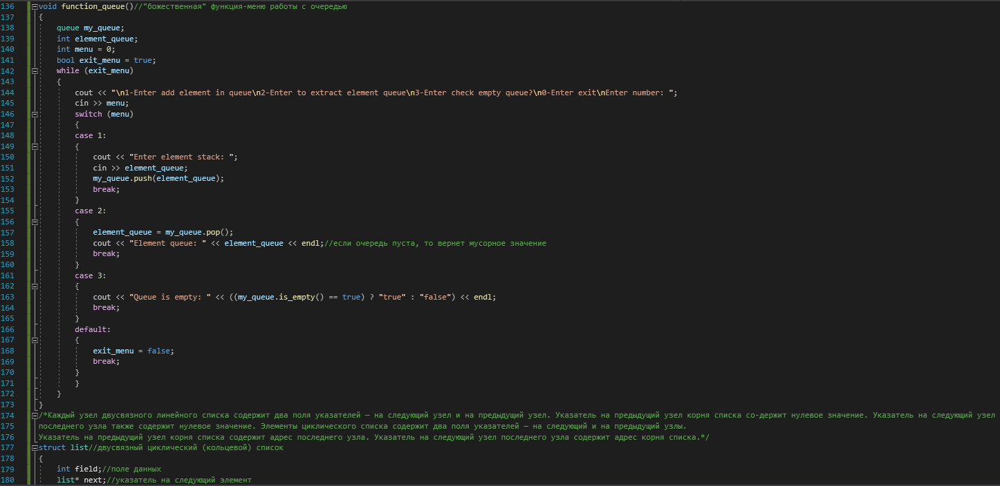 136 void function_queue()//"божественная" функция-меню работы с очередью
137 {
138 queue my_queue;
139 int element_queue;
140 int menu = 0;
141 bool exit_menu = true;
142 while (exit_menu)
143 {
144 cout << "\n1-Enter add element in queue\n2-Enter to extract element queue\n3-Enter check empty queue?\n0-Enter exit\nEnter number: ";
145 cin >> menu;
146 switch (menu)
147 {
148 case 1:
149 {
150 cout << "Enter element stack: ";
151 cin >> element_queue;
152 my_queue.push(element_queue);
153 break;
154 }
155 case 2:
156 {
157 element_queue = my_queue.pop();
158 cout << "Element queue: " << element_queue << endl;//если очередь пуста, то вернет мусорное значение
159 break;
160 }
161 case 3:
162 {
163 cout << "Queue is empty: " << ((my_queue.is_empty() == true) ? "true" : "false") << endl;
164 break;
165 }
166 default:
167 {
168 exit_menu = false;
169 break;
170 }
171 }
172 }
173 }
174 /*Каждый узел двусвязного линейного списка содержит два поля указателей – на следующий узел и на предыдущий узел. Указатель на предыдущий узел корня списка со-держит нулевое значение. Указатель на следующий узел
175 последнего узла также содержит нулевое значение. Элементы циклического списка содержит два поля указателей – на следующий и на предыдущий узлы.
176 Указатель на предыдущий узел корня списка содержит адрес последнего узла. Указатель на следующий узел последнего узла содержит адрес корня списка.*/
177 struct list//двусвязный циклический (кольцевой) список
178 {
179 int field;//поле данных
180 list* next;//указатель на следующий элемент